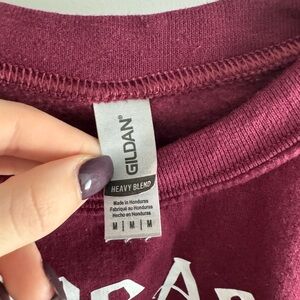 GILDAN®
HEAVY BLEND
Made in Honduras
Fabriqué au Honduras
Hecho en Honduras
M M M